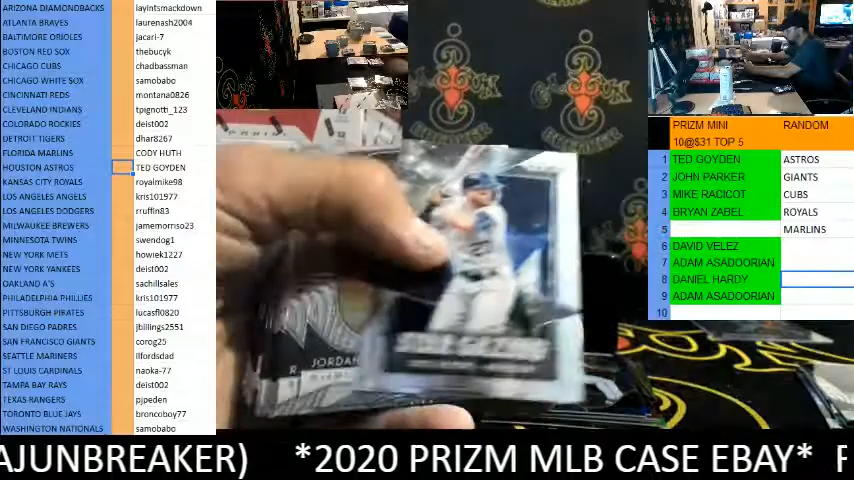 ARIZONA DIAMONDBACKS layintsmackdown
ATLANTA BRAVES laurenash2004
BALTIMORE ORIOLES jacari-7
BOSTON RED SOX thebucyk
CHICAGO CUBS chadbassman
CHICAGO WHITE SOX samobabo
CINCINNATI REDS montana0826
CLEVELAND INDIANS tpignotti_123
COLORADO ROCKIES deist002
DETROIT TIGERS dhar8267
FLORIDA MARLINS CODY HUTH
HOUSTON ASTROS TED GOYDEN
KANSAS CITY ROYALS royalmike98
LOS ANGELES ANGELS kris101977
LOS ANGELES DODGERS rruffin83
MILWAUKEE BREWERS jamemorriso23
MINNESOTA TWINS swendog1
NEW YORK METS howiek1227
NEW YORK YANKEES deist002
OAKLAND A'S sachillsales
PHILADELPHIA PHILLIES kris101977
PITTSBURGH PIRATES lucasfl0820
SAN DIEGO PADRES jbillings2551
SAN FRANCISCO GIANTS corog25
SEATTLE MARINERS ilfordsdad
ST LOUIS CARDINALS naoka-77
TAMPA BAY RAYS deist002
TEXAS RANGERS pjpeden
TORONTO BLUE JAYS broncoboy77
WASHINGTON NATIONALS samobabo
JORDAN
PRIZM MINI RANDOM
10@$31 TOP 5
1 TED GOYDEN ASTROS
2 JOHN PARKER GIANTS
3 MIKE RACICOT CUBS
4 BRYAN ZABEL ROYALS
5 MARLINS
6 DAVID VELEZ
7 ADAM ASADOORIAN
8 DANIEL HARDY
9 ADAM ASADOORIAN
10
AJUNBREAKER) *2020 PRIZM MLB CASE EBAY* F